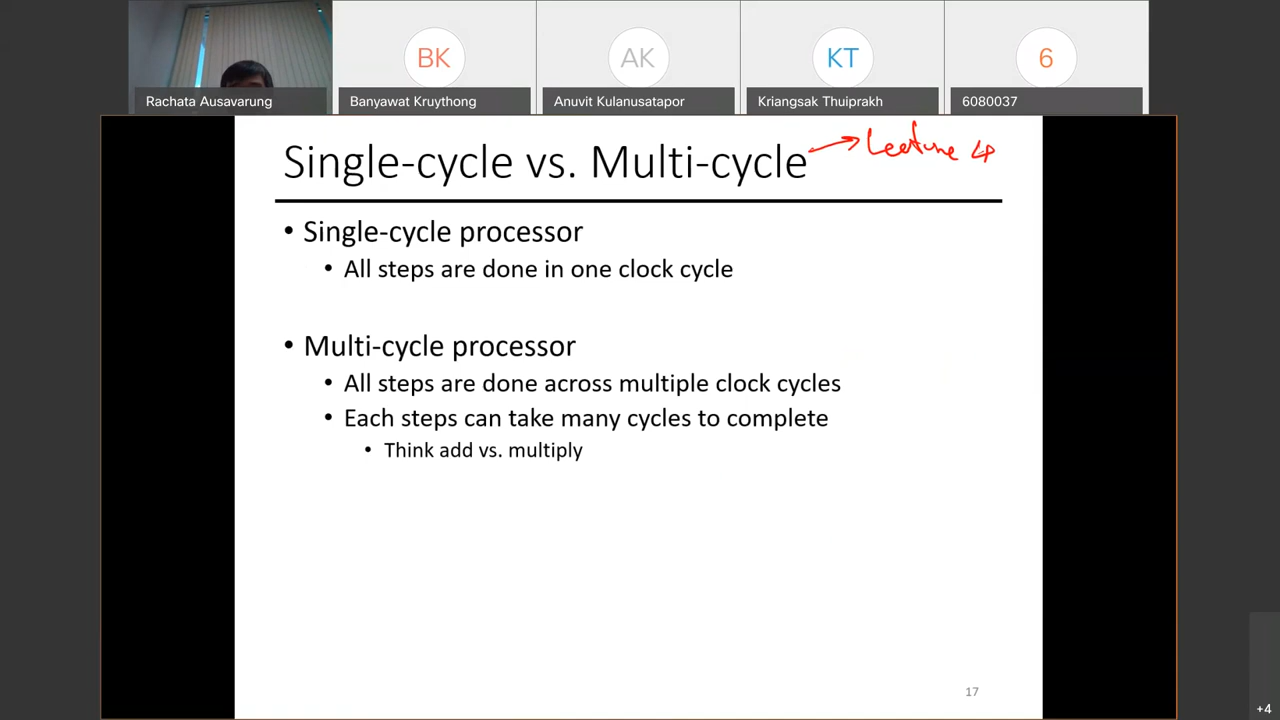 BK
AK
KT
6
Rachata Ausavarung
Banyawat Kruythong
Anuvit Kulanusatapor
Kriangsak Thuiprakh
6080037
Single-cycle vs. Multi-cycle
Lecture 4
• Single-cycle processor
• All steps are done in one clock cycle
• Multi-cycle processor
• All steps are done across multiple clock cycles
• Each steps can take many cycles to complete
• Think add vs. multiply
17
+4